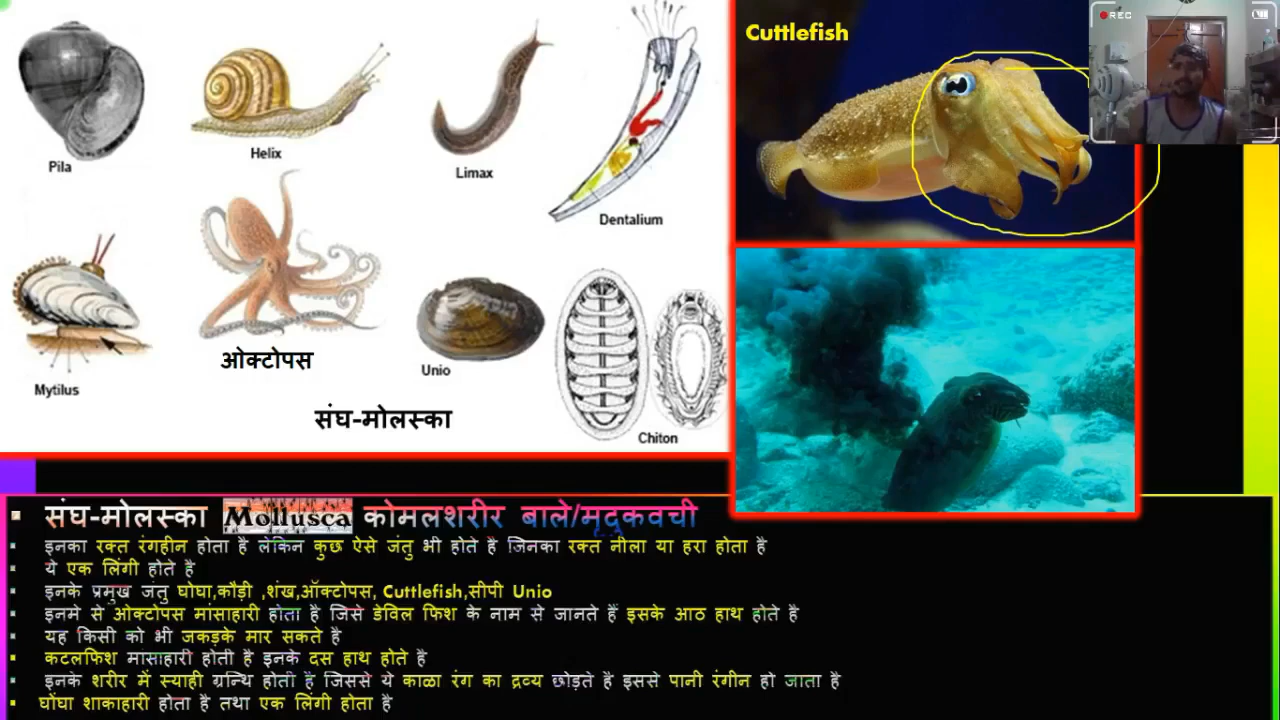 Cuttlefish
REC
Pila
Helix
Limax
Dentalium
Mytilus
ओक्टोपस
Unio
Chiton
संघ-मोलस्का
संघ-मोलस्का Mollusca कोमलशरीर बाले/मृदुकवची
इनका रक्त रंगहीन होता है लेकिन कुछ ऐसे जंतु भी होते है जिनका रक्त नीला या हरा होता है
ये एक लिंगी होते है
इनके प्रमुख जंतु घोघा,कौड़ी ,शंख,ऑक्टोपस, Cuttlefish,सीपी Unio
इनमे से ओक्टोपस मांसाहारी होता है जिसे डेविल फिश के नाम से जानते हैं इसके आठ हाथ होते है
यह किसी को भी जकड़के मार सकते है
कटलफिश मासाहारी होती है इनके दस हाथ होते है
इनके शरीर में स्याही ग्रन्थि होती है जिससे ये काळा रंग का द्रव्य छोड़ते है इससे पानी रंगीन हो जाता है
घोंघा शाकाहारी होता है तथा एक लिंगी होता है